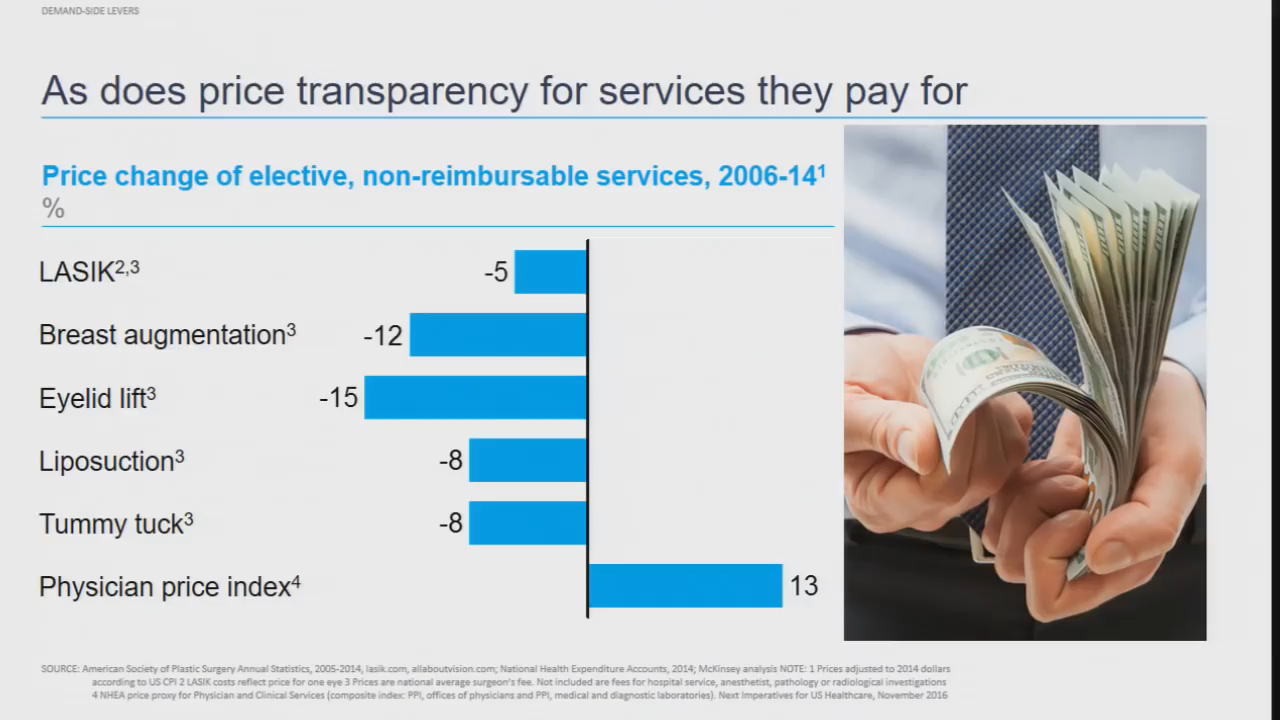 DEMAND-SIDE LEVERS
As does price transparency for services they pay for
Price change of elective, non-reimbursable services, 2006-14¹
%
LASIK²,³ -5
Breast augmentation³ -12
Eyelid lift³ -15
Liposuction³ -8
Tummy tuck³ -8
Physician price index⁴ 13
SOURCE: American Society of Plastic Surgery Annual Statistics, 2005-2014, lasik.com, allaboutvision.com; National Health Expenditure Accounts, 2014; McKinsey analysis NOTE: 1 Prices adjusted to 2014 dollars
according to US CPI 2 LASIK costs reflect price for one eye 3 Prices are national average surgeon's fee. Not included are fees for hospital service, anesthetist, pathology or radiological investigations
4 NHEA price proxy for Physician and Clinical Services (composite index: PPI, offices of physicians and PPI, medical and diagnostic laboratories). Next Imperatives for US Healthcare, November 2016